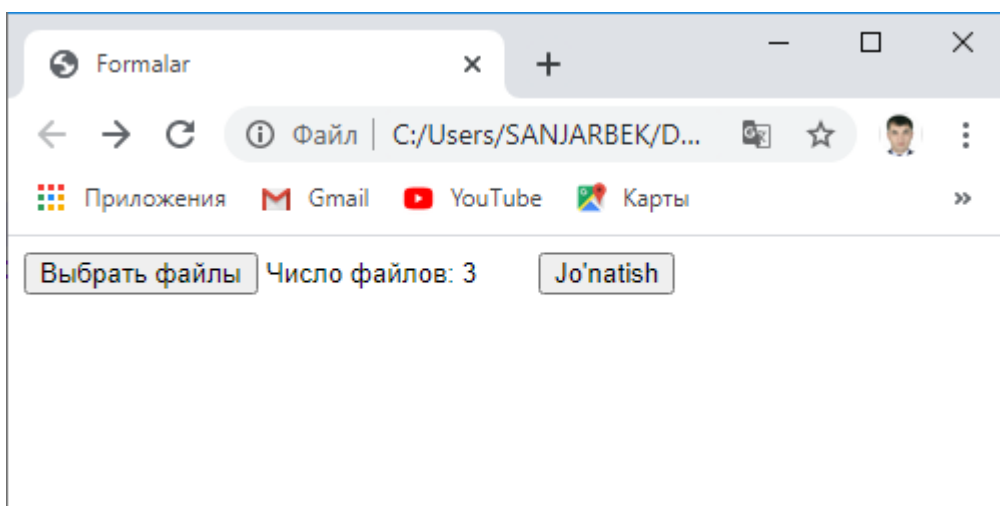 Formalar
Файл C:/Users/SANJARBEK/D...
Приложения Gmail YouTube Карты
Выбрать файлы Число файлов: 3 Jo'natish